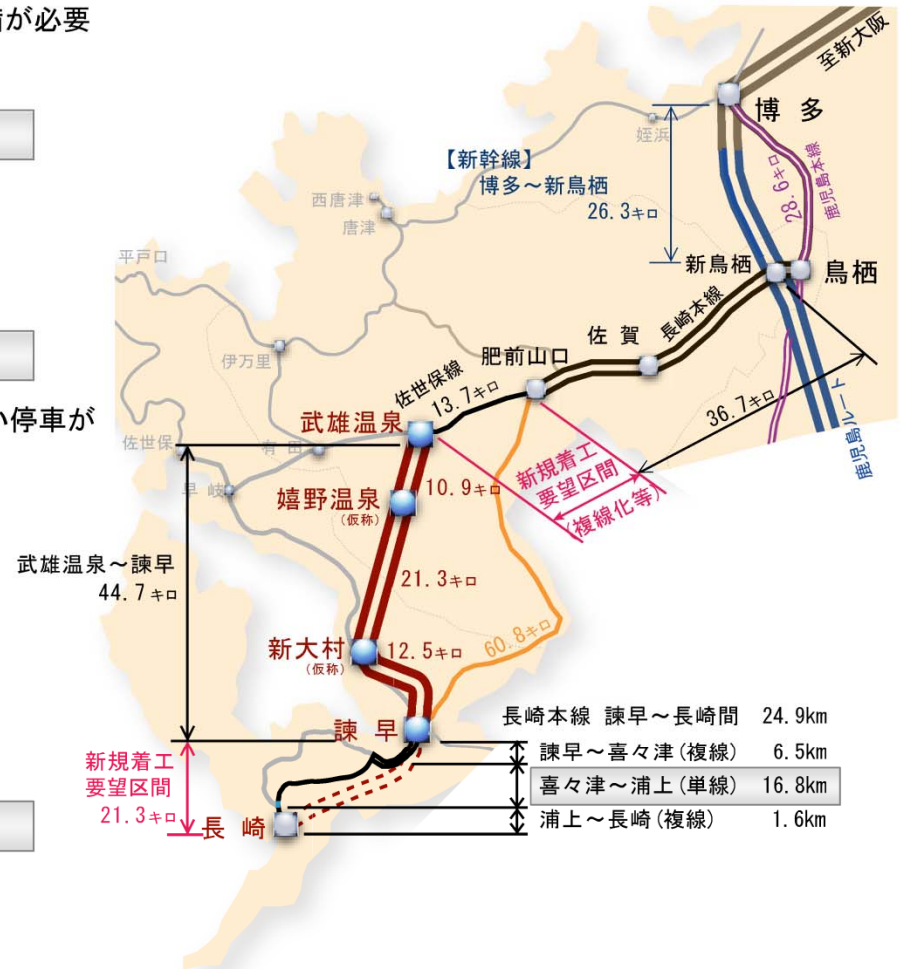 が必要
至新大阪
博 多
姪浜
【新幹線】
博多～新鳥栖
26.3キロ
28.6キロ
鹿児島本線
西唐津
唐津
平戸口
新鳥栖
鳥栖
長崎本線
佐 賀
肥前山口
伊万里
佐世保線
13.7キロ
36.7キロ
鹿児島ルート
い停車が
武雄温泉
佐世保
有 田
早 岐
新規着工
要望区間
(複線化等)
嬉野温泉
(仮称)
10.9キロ
武雄温泉～諫早
44.7キロ
21.3キロ
新大村
(仮称)
12.5キロ
60.8キロ
諫 早
長崎本線 諫早～長崎間 24.9km
諫早～喜々津(複線) 6.5km
喜々津～浦上(単線) 16.8km
浦上～長崎(複線) 1.6km
新規着工
要望区間
21.3キロ
長 崎